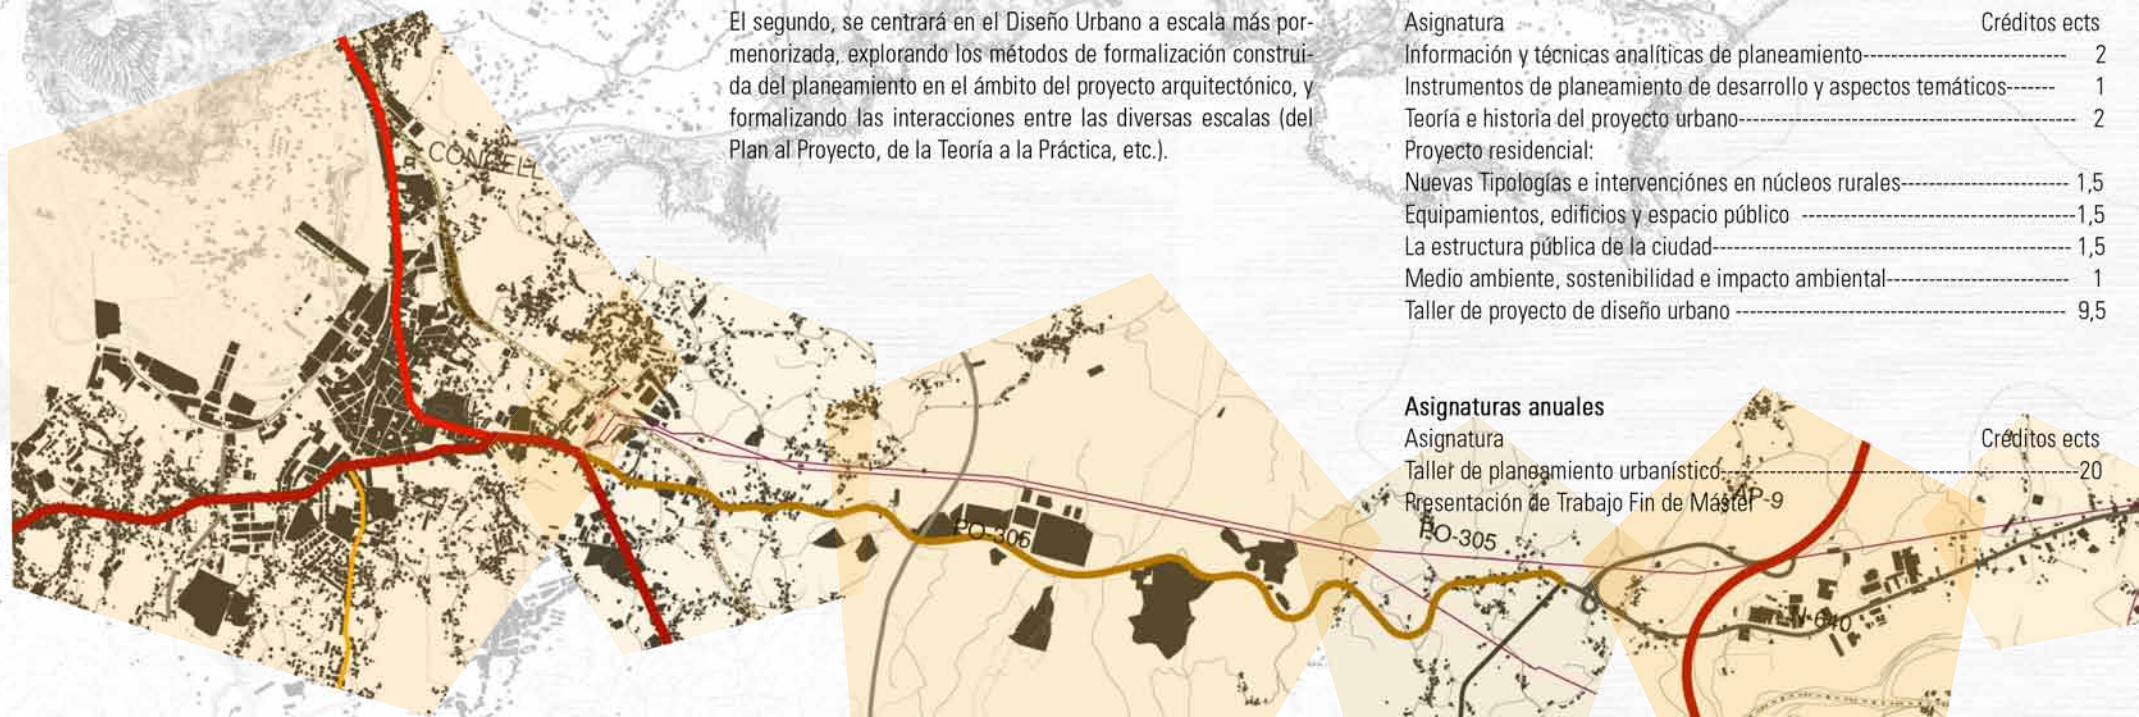 El segundo, se centrará en el Diseño Urbano a escala más por-
menorizada, explorando los métodos de formalización construi-
da del planeamiento en el ámbito del proyecto arquitectónico, y
formalizando las interacciones entre las diversas escalas (del
Plan al Proyecto, de la Teoría a la Práctica, etc.).
Asignatura Créditos ects
Información y técnicas analíticas de planeamiento------------------------------------ 2
Instrumentos de planeamiento de desarrollo y aspectos temáticos------- 1
Teoría e historia del proyecto urbano------------------------------------------------------------ 2
Proyecto residencial:
Nuevas Tipologías e intervenciónes en núcleos rurales------------------------------ 1,5
Equipamientos, edificios y espacio público -------------------------------------------------1,5
La estructura pública de la ciudad---------------------------------------------------------------- 1,5
Medio ambiente, sostenibilidad e impacto ambiental--------------------------------- 1
Taller de proyecto de diseño urbano ----------------------------------------------------------- 9,5
Asignaturas anuales
Asignatura Créditos ects
Taller de planeamiento urbanístico----------------------------------------------------------------20
Presentación de Trabajo Fin de Máster
CONCELL
PO-305
PO-305
AP-9
N-640